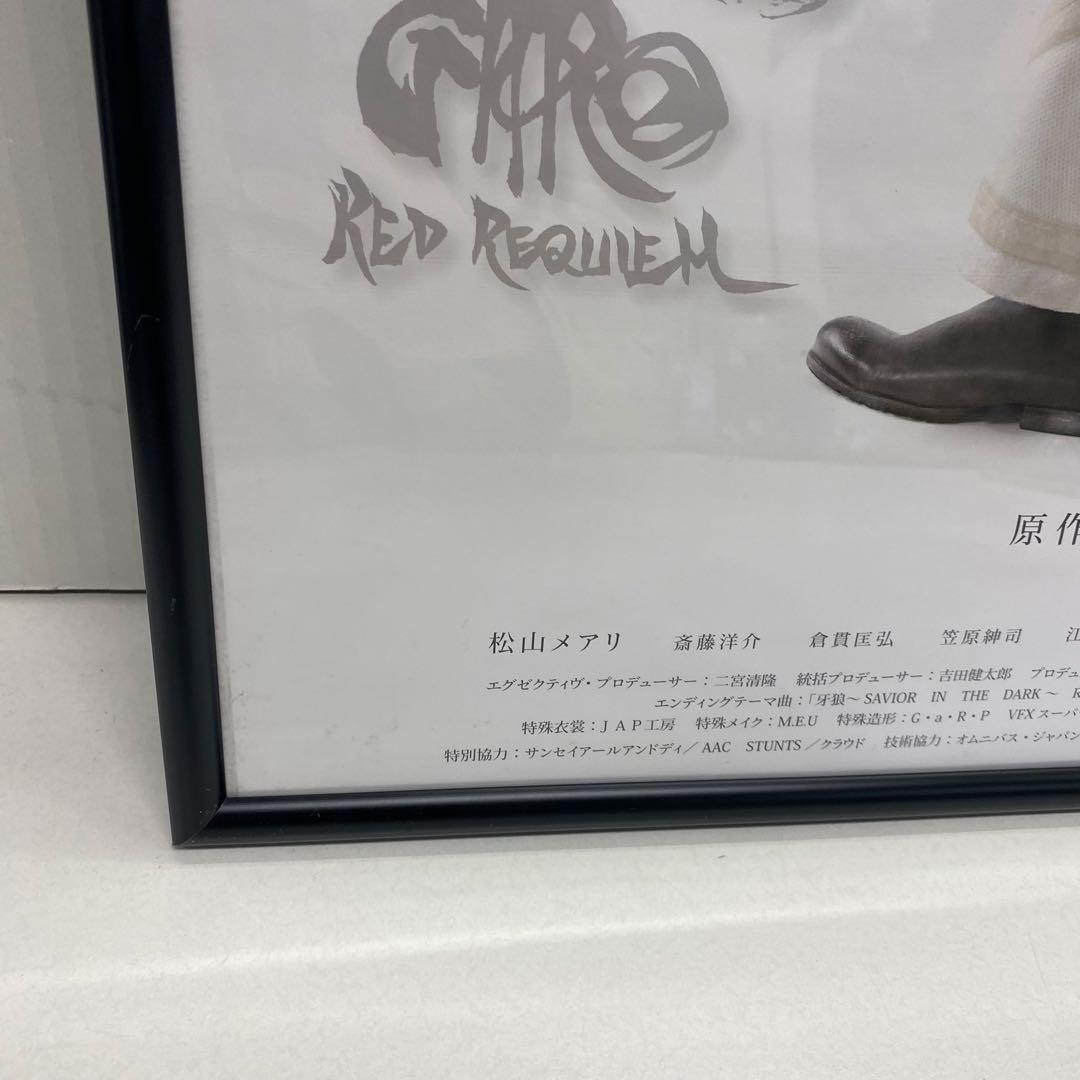 GARO
RED REQUIEM
原作
松山メアリ 斎藤洋介 倉貫匡弘 笠原紳司 江
エグゼクティヴ・プロデューサー：二宮清隆 統括プロデューサー：吉田健太郎 プロデュ
エンディングテーマ曲：「牙狼〜SAVIOR IN THE DARK〜
特殊衣裳：JAP工房 特殊メイク：M.E.U 特殊造形：G・a・R・P VFXスーパ
特別協力：サンセイアールアンドディ／AAC STUNTS／クラウド 技術協力：オムニバス・ジャパン